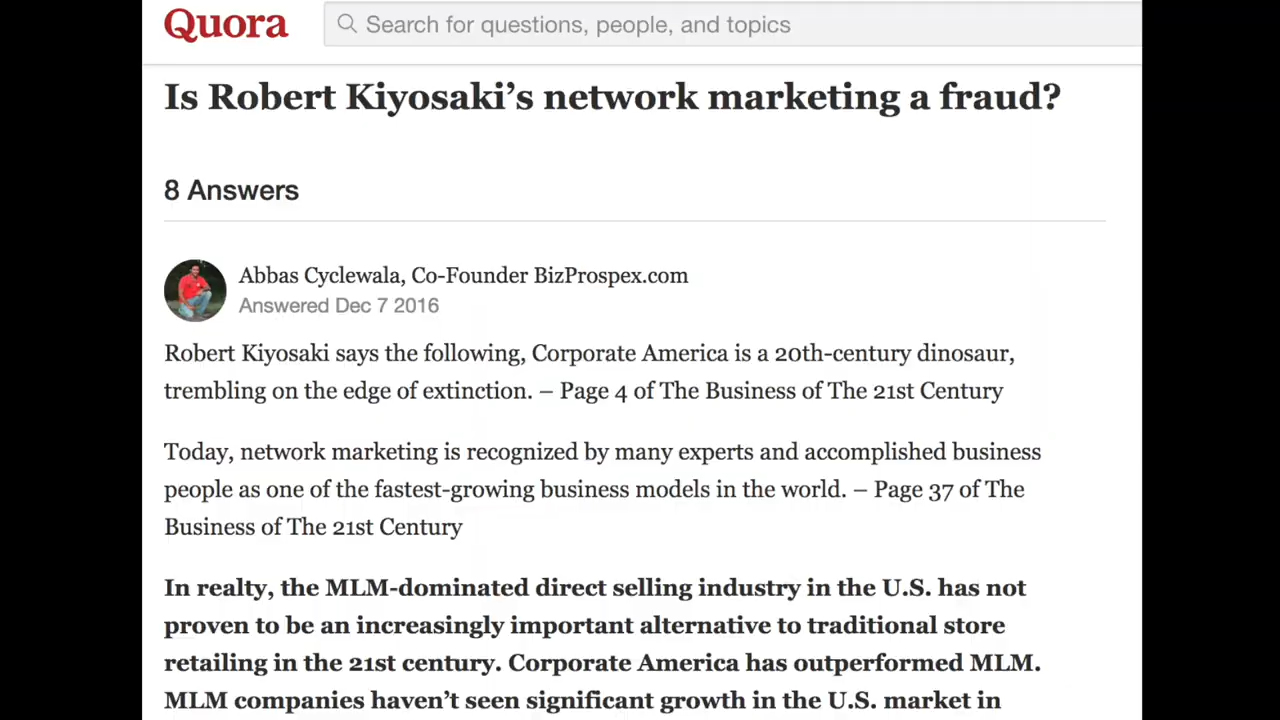 Quora
Search for questions, people, and topics
Is Robert Kiyosaki’s network marketing a fraud?
8 Answers
Abbas Cyclewala, Co-Founder BizProspex.com
Answered Dec 7 2016
Robert Kiyosaki says the following, Corporate America is a 20th-century dinosaur,
trembling on the edge of extinction. – Page 4 of The Business of The 21st Century
Today, network marketing is recognized by many experts and accomplished business
people as one of the fastest-growing business models in the world. – Page 37 of The
Business of The 21st Century
In realty, the MLM-dominated direct selling industry in the U.S. has not
proven to be an increasingly important alternative to traditional store
retailing in the 21st century. Corporate America has outperformed MLM.
MLM companies haven’t seen significant growth in the U.S. market in